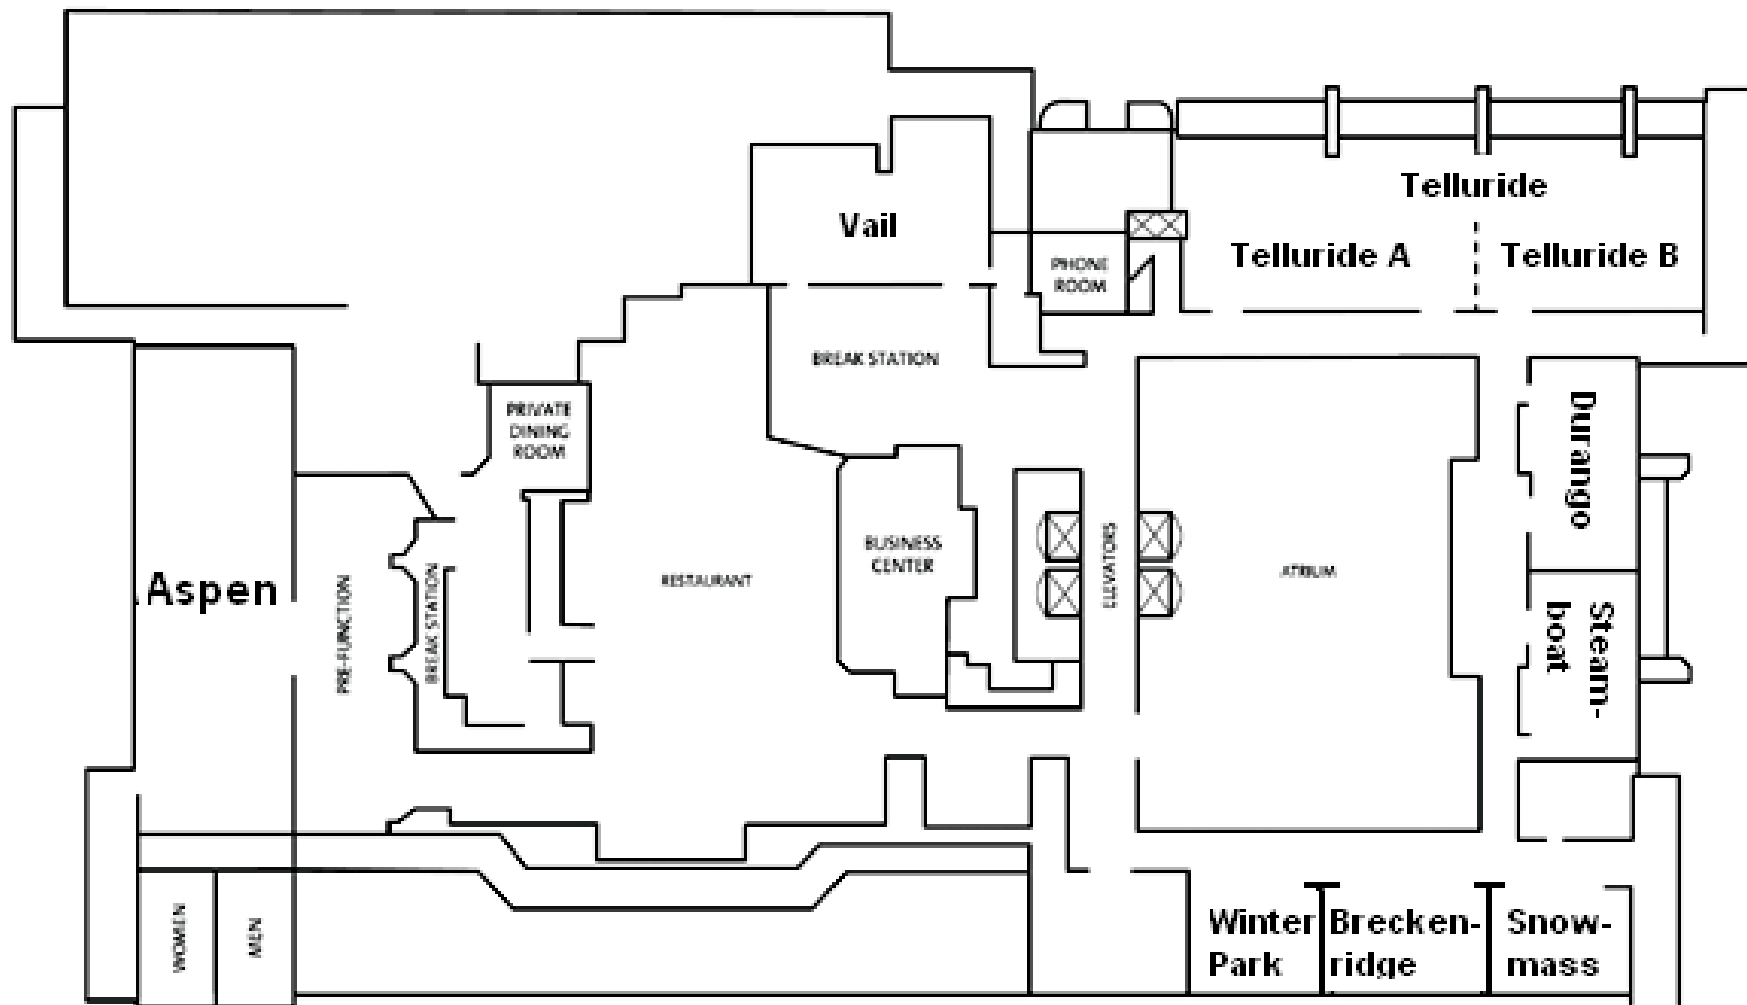 Telluride
Vail
Telluride A
Telluride B
PHONE
ROOM
BREAK STATION
PRIVATE
DINING
ROOM
Durango
BUSINESS
CENTER
ELEVATORS
ATRIUM
RESTAURANT
Aspen
PRE-FUNCTION
BREAK STATION
Steam-
boat
WOMEN
MEN
Winter
Park
Brecken-
ridge
Snow-
mass